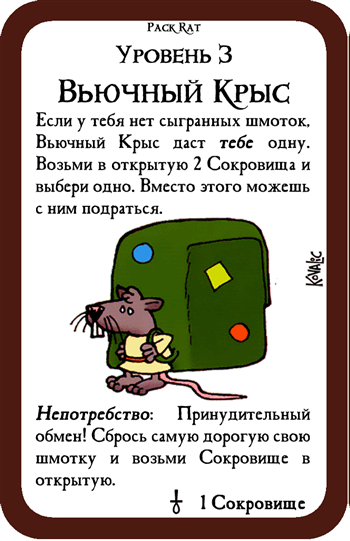 Pack Rat
Уровень 3
Вьючный Крыс
Если у тебя нет сыгранных шмоток,
Вьючный Крыс даст тебе одну.
Возьми в открытую 2 Сокровища и
выбери одно. Вместо этого можешь
с ним подраться.
Kovalic
Непотребство: Принудительный
обмен! Сбрось самую дорогую свою
шмотку и возьми Сокровище в
открытую.
1 Сокровище